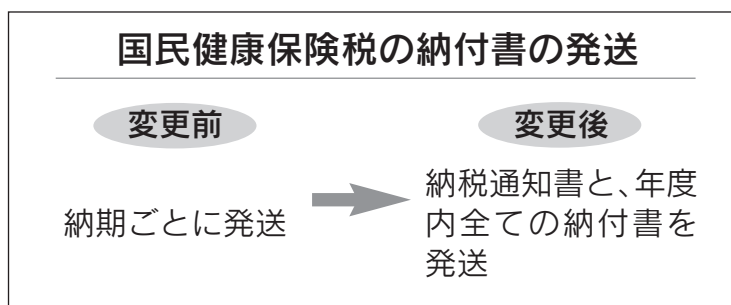 国民健康保険税の納付書の発送
変更前
変更後
納期ごとに発送
納税通知書と、年度
内全ての納付書を
発送